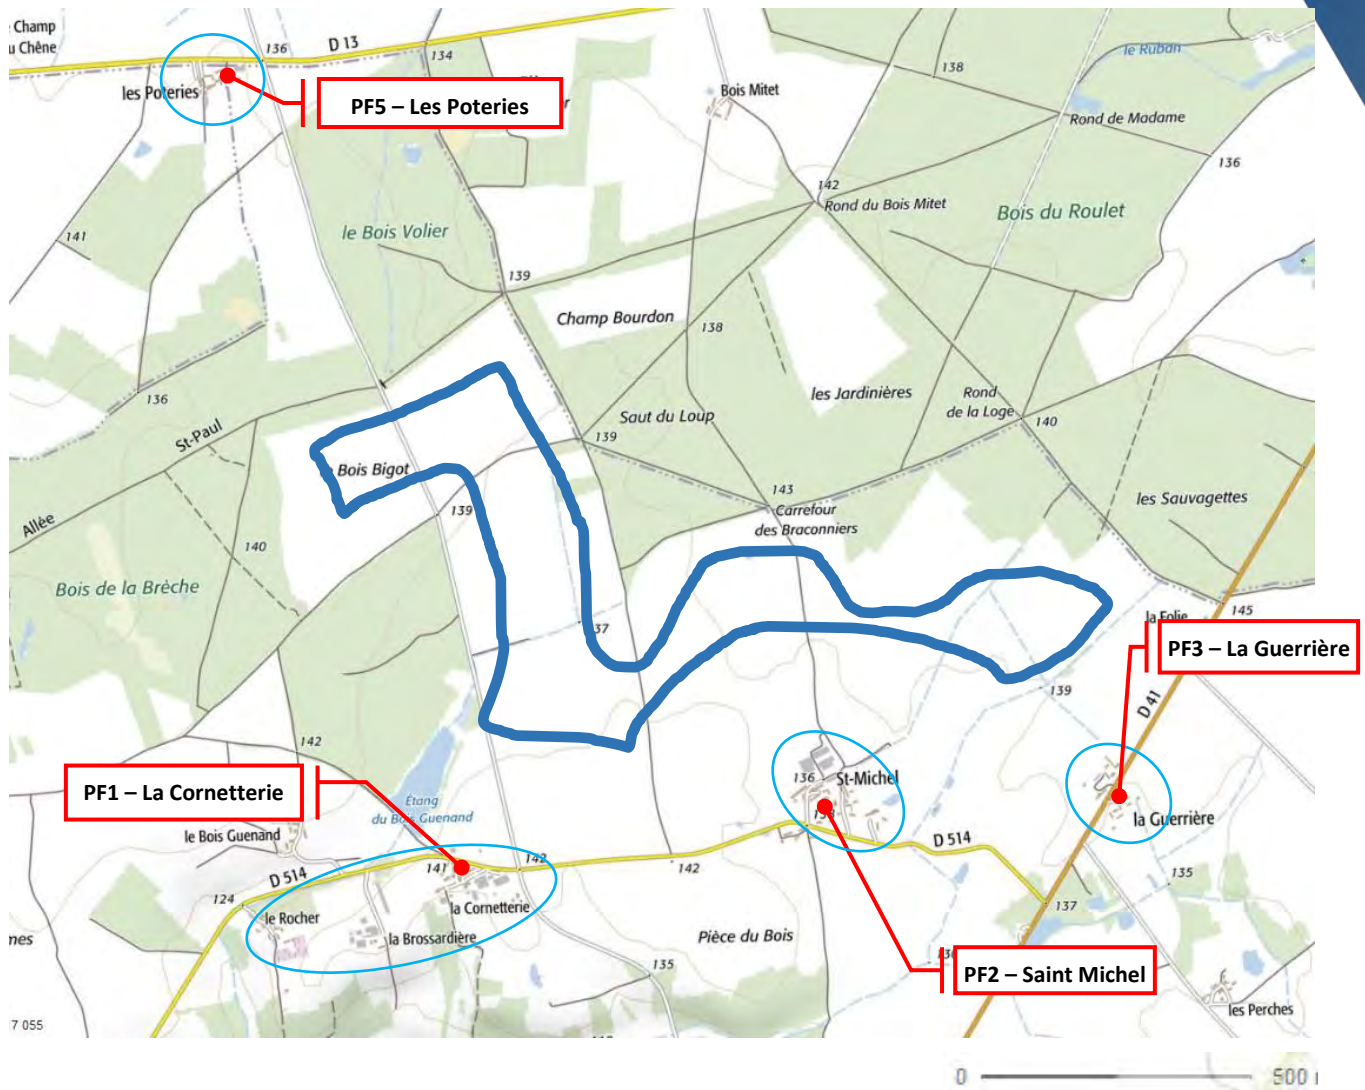 Champ
u Chêne
136
D 13
134
le Ruban
138
les Poteries
PF5 – Les Poteries
Bois Mitet
Rond de Madame
136
142
Rond du Bois Mitet
Bois du Roulet
141
le Bois Volier
139
Champ Bourdon
138
136
St-Paul
Saut du Loup
les Jardinières
Rond
de la Loge
140
139
Bois Bigot
143
Carrefour
des Braconniers
les Sauvagettes
Allée
139
140
Bois de la Brèche
145
la Folie
37
PF3 – La Guerrière
139
D 41
142
PF1 – La Cornetterie
136
St-Michel
Étang
du Bois Guenand
la Guerrière
le Bois Guenand
D 514
142
141
142
D 514
135
124
le Rocher
la Cornetterie
137
la Brossardière
Pièce du Bois
nes
135
PF2 – Saint Michel
les Perches
7 055
0
500